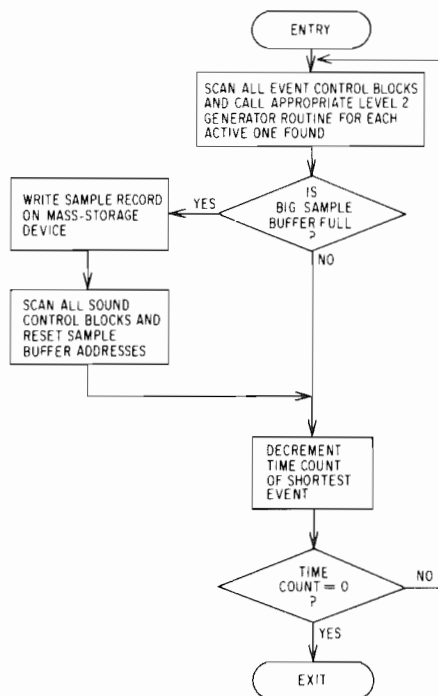 ENTRY
SCAN ALL EVENT CONTROL BLOCKS
AND CALL APPROPRIATE LEVEL 2
GENERATOR ROUTINE FOR EACH
ACTIVE ONE FOUND
IS
BIG SAMPLE
BUFFER FULL
?
YES
NO
WRITE SAMPLE RECORD
ON MASS-STORAGE
DEVICE
SCAN ALL SOUND
CONTROL BLOCKS AND
RESET SAMPLE
BUFFER ADDRESSES
DECREMENT
TIME COUNT
OF SHORTEST
EVENT
TIME
COUNT = 0
?
NO
YES
EXIT